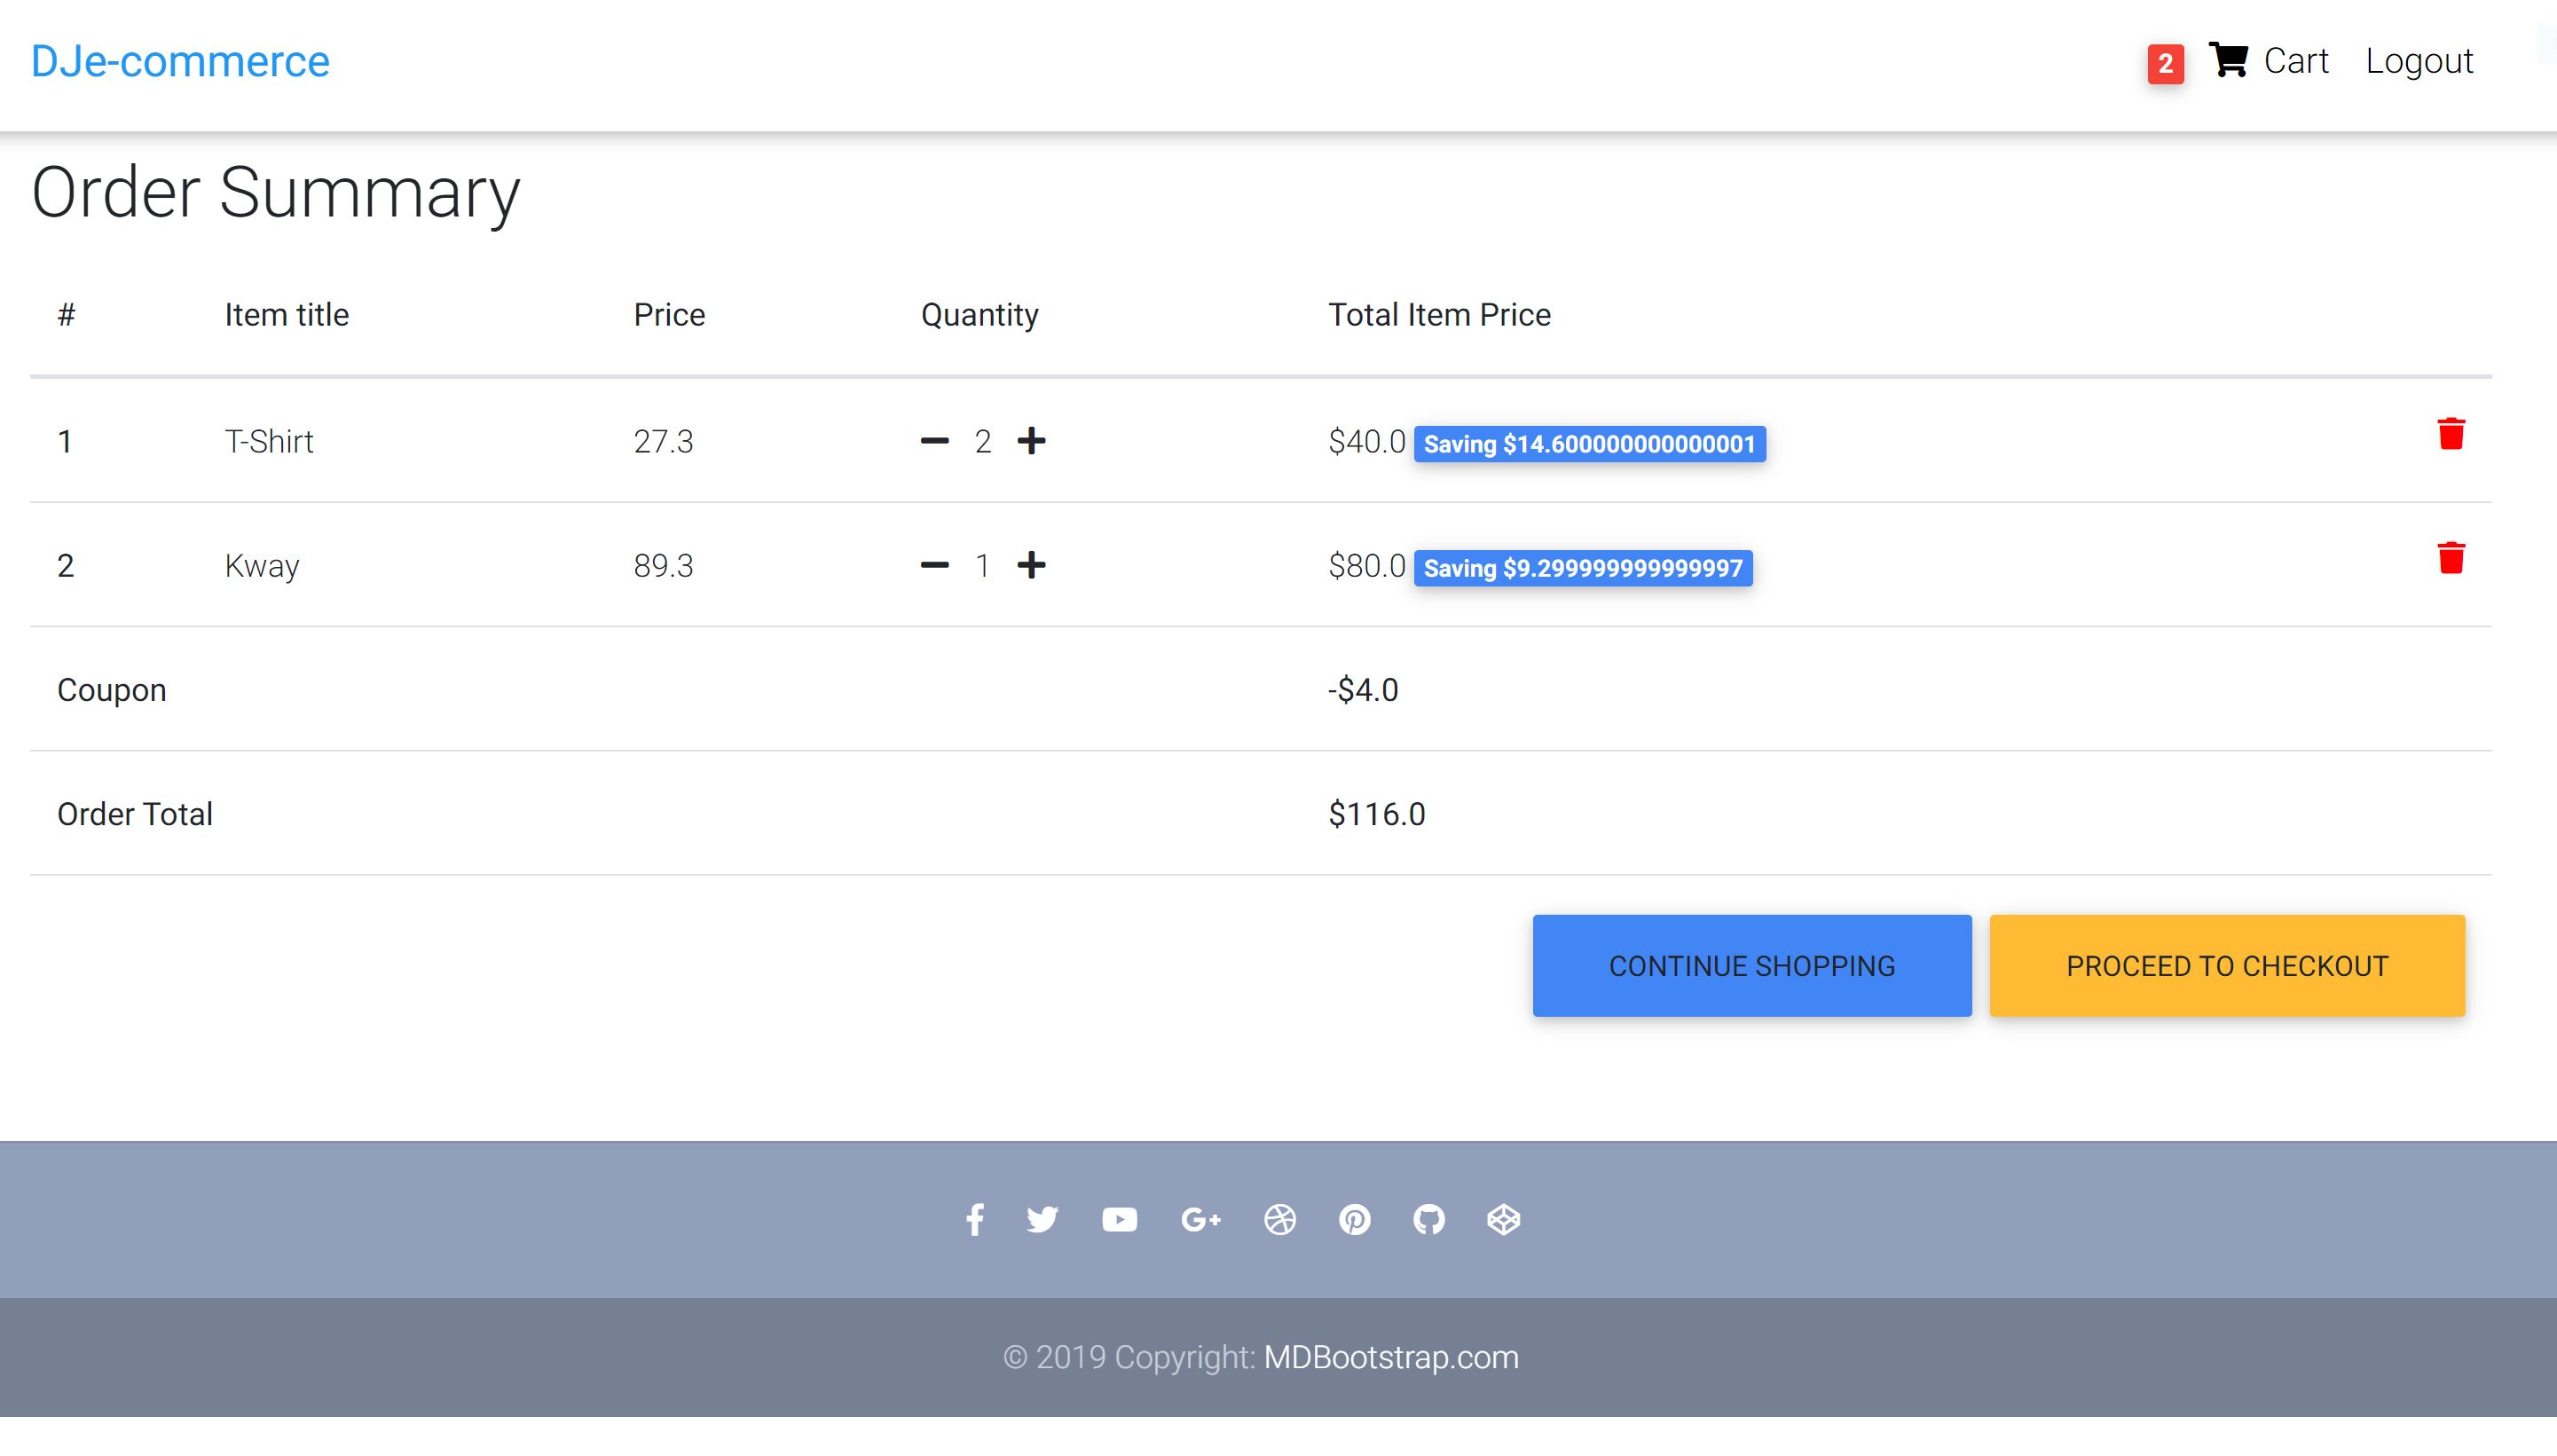 DJe-commerce 2 Cart Logout
Order Summary
# Item title Price Quantity Total Item Price
1 T-Shirt 27.3 2 $40.0 Saving $14.600000000000001
2 Kway 89.3 1 $80.0 Saving $9.299999999999997
Coupon -$4.0
Order Total $116.0
CONTINUE SHOPPING PROCEED TO CHECKOUT
© 2019 Copyright: MDBootstrap.com